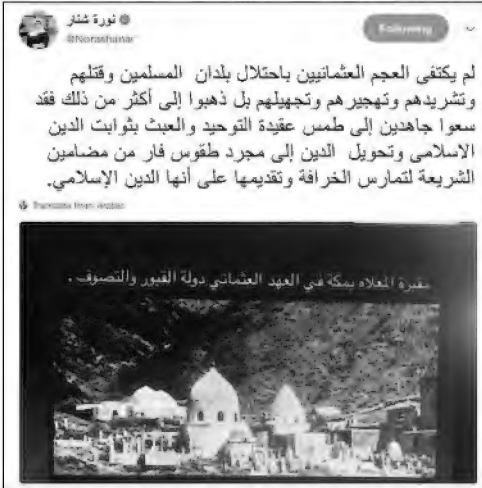 نورة شنار
@Norashanar
Following
لم يكتفى العجم العثمانيين باحتلال بلدان المسلمين وقتلهم
وتشريدهم وتهجيرهم وتجهيلهم بل ذهبوا إلى أكثر من ذلك فقد
سعوا جاهدين إلى طمس عقيدة التوحيد والعبث بثوابت الدين
الاسلامى وتحويل الدين إلى مجرد طقوس فار من مضامين
الشريعة لتمارس الخرافة وتقديمها على أنها الدين الإسلامي.
Translate from Arabic
مقبرة المعلاه بمكة في العهد العثماني دولة القبور والتصوف .